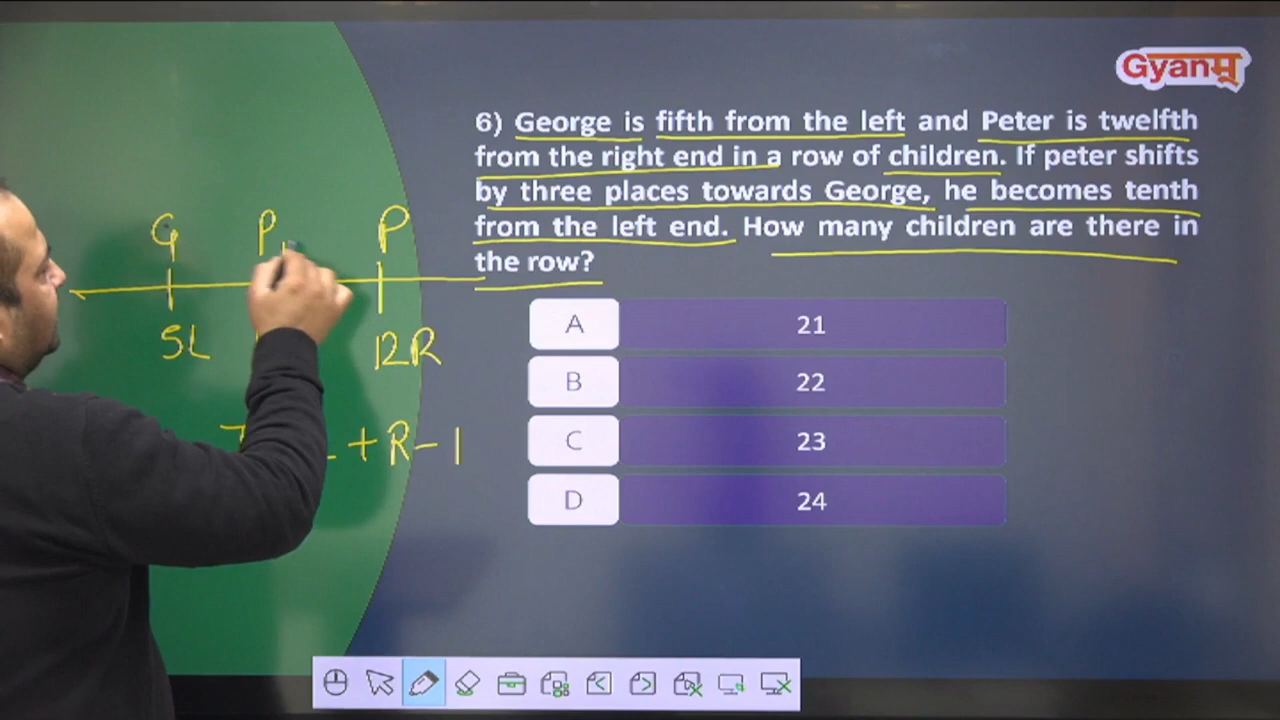 Gyanम्
6) George is fifth from the left and Peter is twelfth
from the right end in a row of children. If peter shifts
by three places towards George, he becomes tenth
from the left end. How many children are there in
the row?
A 21
B 22
C 23
D 24
G P P
5L 12R
+ R - 1